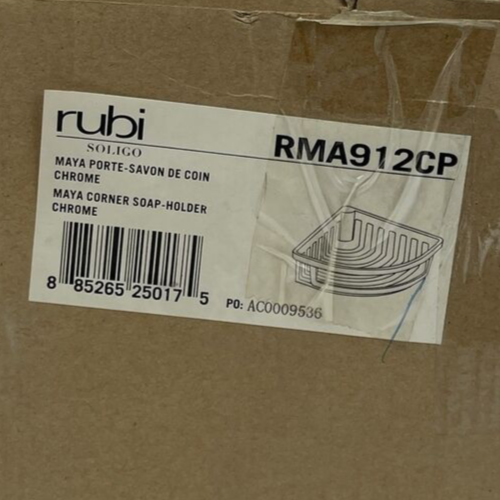 rubi
SOLIGO
RMA912CP
MAYA PORTE-SAVON DE COIN
CHROME
MAYA CORNER SOAP-HOLDER
CHROME
8 85265 25017 5
PO: AC0009536